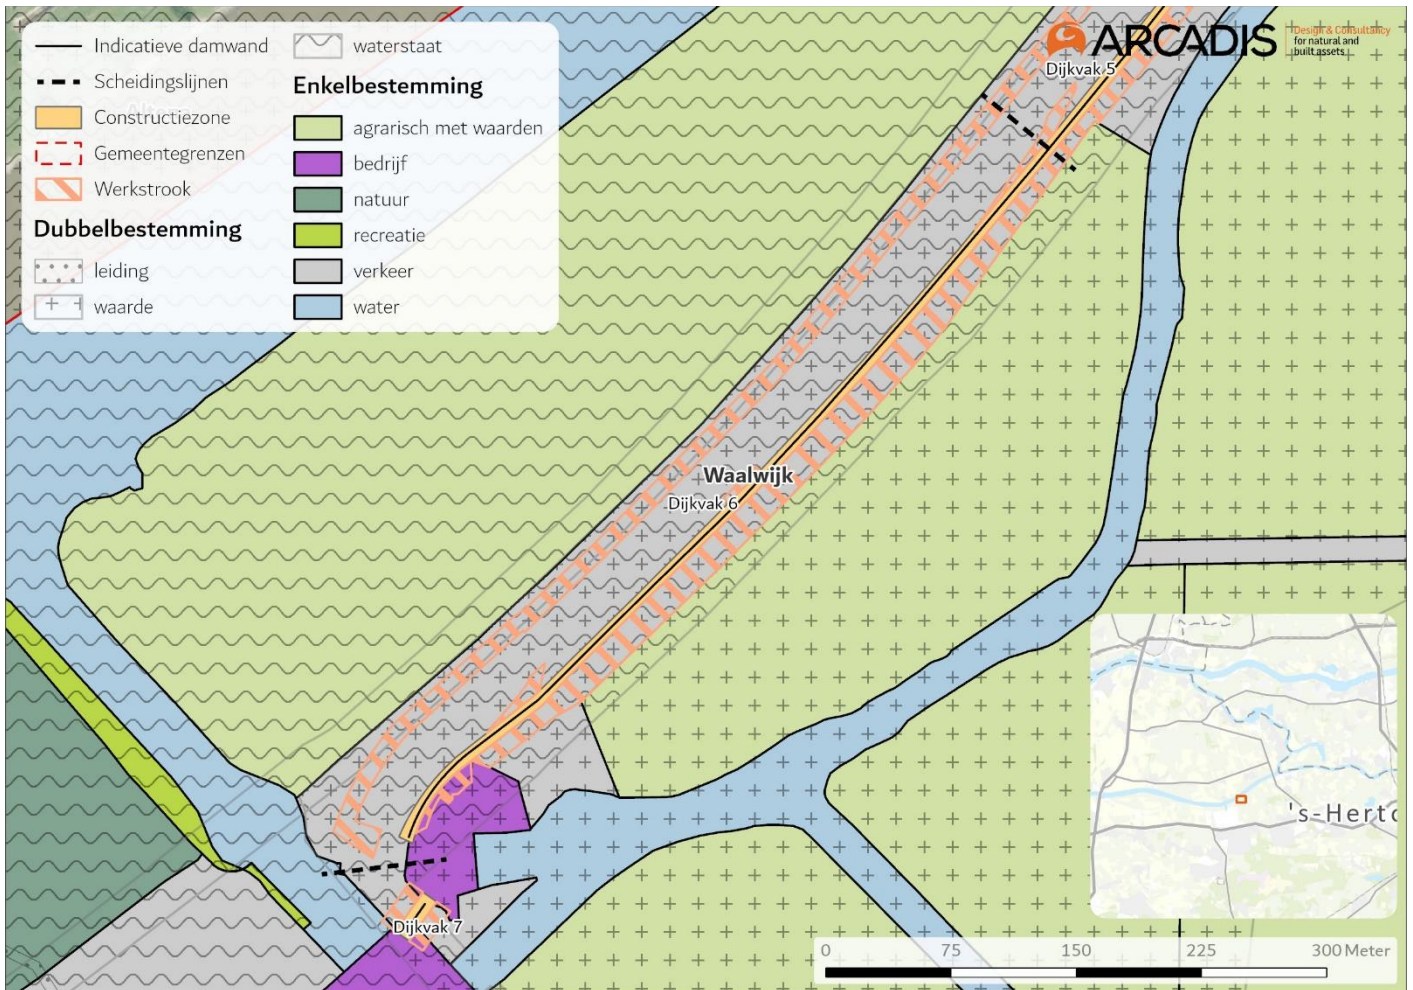 Indicatieve damwand
Scheidingslijnen
Constructiezone
Gemeentegrenzen
Werkstrook
Dubbelbestemming
leiding
waarde
waterstaat
Enkelbestemming
agrarisch met waarden
bedrijf
natuur
recreatie
verkeer
water
ARCADIS
Design & Consultancy
for natural and
built assets
Dijkvak 5
Waalwijk
Dijkvak 6
Dijkvak 7
's-Herto
0 75 150 225 300 Meter